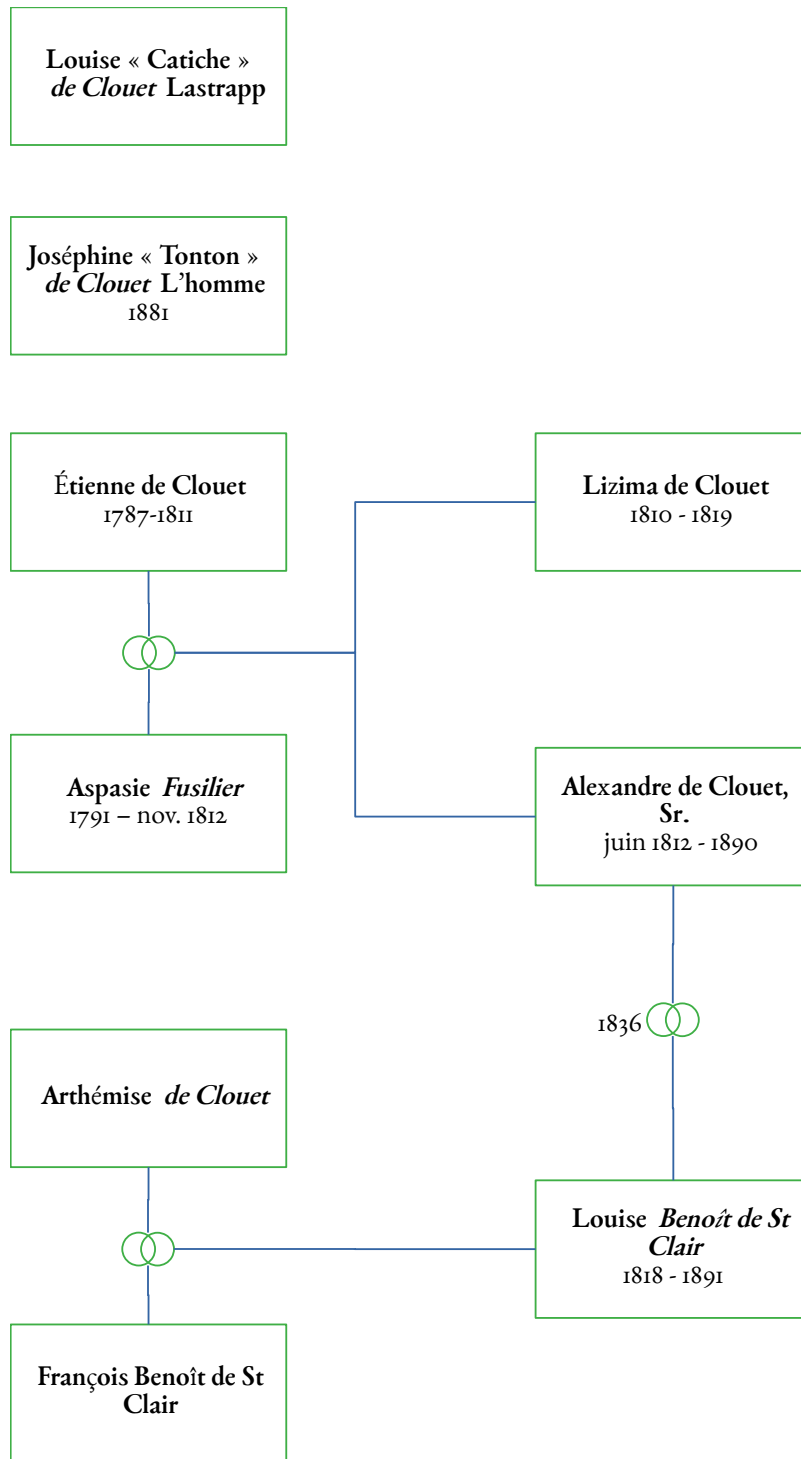 Louise « Catiche »
de Clouet Lastrapp
Joséphine « Tonton »
de Clouet L'homme
1881
Étienne de Clouet
1787-1811
Lizima de Clouet
1810 - 1819
Aspasie Fusilier
1791 – nov. 1812
Alexandre de Clouet,
Sr.
juin 1812 - 1890
1836
Arthémise de Clouet
Louise Benoît de St
Clair
1818 - 1891
François Benoît de St
Clair